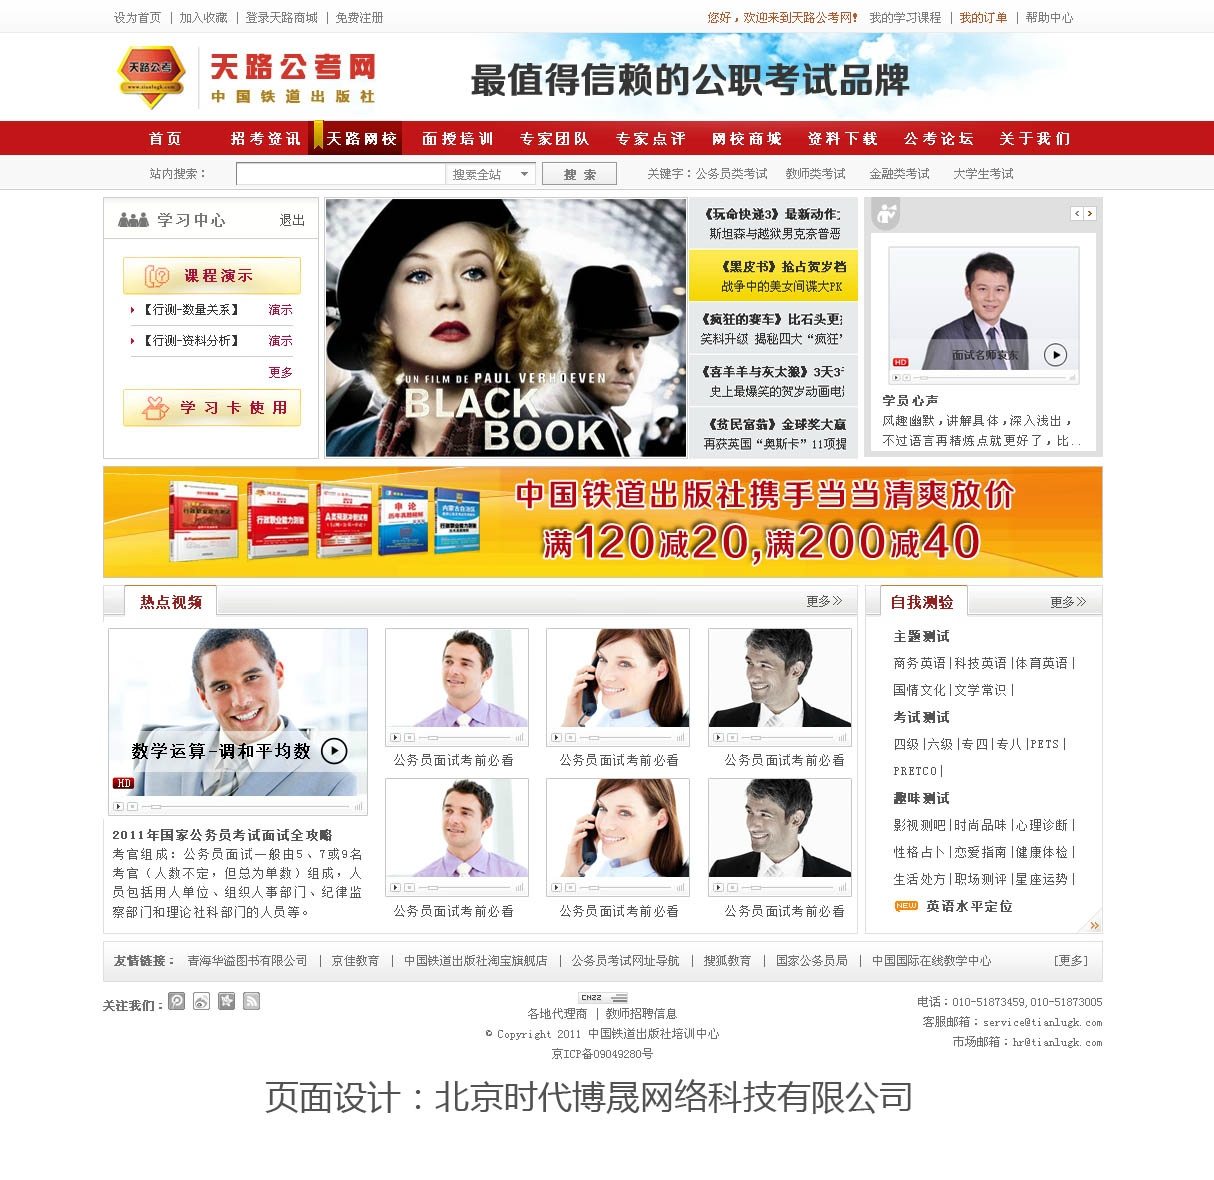 设为首页 | 加入收藏 | 登录天路商城 | 免费注册
您好，欢迎来到天路公考网！ 我的学习课程 | 我的订单 | 帮助中心
天路公考
www.tianlugk.com
天路公考网
中国铁道出版社
最值得信赖的公职考试品牌
首页 招考资讯 天路网校 面授培训 专家团队 专家点评 网校商城 资料下载 公考论坛 关于我们
站内搜索： 搜索全站 搜 索 关键字：公务员类考试 教师类考试 金融类考试 大学生考试
学习中心 退出
课程演示
【行测-数量关系】 演示
【行测-资料分析】 演示
更多
学习卡使用
UN FILM DE PAUL VERHOEVEN
BLACK
BOOK
《玩命快递3》最新动作
斯坦森与越狱男克奈普恶
《黑皮书》抢占贺岁档
战争中的美女间谍大PK
《疯狂的赛车》比石头更
笑料升级 揭秘四大“疯狂”
《喜羊羊与灰太狼》3天3
史上最爆笑的贺岁动画电
《贫民富翁》金球奖大赢
再获英国“奥斯卡”11项提
面试名师袁东
HD
学员心声
风趣幽默，讲解具体，深入浅出，
不过语言再精炼点就更好了，比..
行政职业能力测试
行政职业能力测验
申论
历年真题精解
内蒙古自治区
中国铁道出版社携手当当清爽放价
满120减20,满200减40
热点视频 更多
数学运算-调和平均数
HD
2011年国家公务员考试面试全攻略
考官组成：公务员面试一般由5、7或9名
考官（人数不定，但总为单数）组成，人
员包括用人单位、组织人事部门、纪律监
察部门和理论社科部门的人员等。
公务员面试考前必看 公务员面试考前必看 公务员面试考前必看
公务员面试考前必看 公务员面试考前必看 公务员面试考前必看
自我测验 更多
主题测试
商务英语|科技英语|体育英语|
国情文化|文学常识|
考试测试
四级|六级|专四|专八|PETS|
PRETCO|
趣味测试
影视测吧|时尚品味|心理诊断|
性格占卜|恋爱指南|健康体检|
生活处方|职场测评|星座运势|
NEW 英语水平定位
友情链接： 青海华谥图书有限公司 | 京佳教育 | 中国铁道出版社淘宝旗舰店 | 公务员考试网址导航 | 搜狐教育 | 国家公务员局 | 中国国际在线教学中心 [更多]
关注我们：
CNZZ
各地代理商 | 教师招聘信息
© Copyright 2011 中国铁道出版社培训中心
京ICP备09049280号
电话：010-51873459,010-51873005
客服邮箱：service@tianlugk.com
市场邮箱：hr@tianlugk.com
页面设计：北京时代博晟网络科技有限公司